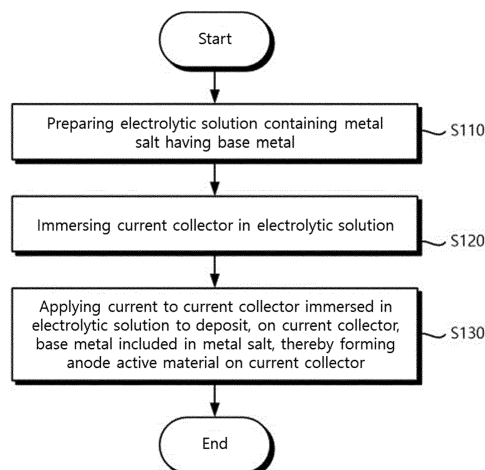 Start
Preparing electrolytic solution containing metal
salt having base metal
S110
Immersing current collector in electrolytic solution
S120
Applying current to current collector immersed in
electrolytic solution to deposit, on current collector,
base metal included in metal salt, thereby forming
anode active material on current collector
S130
End